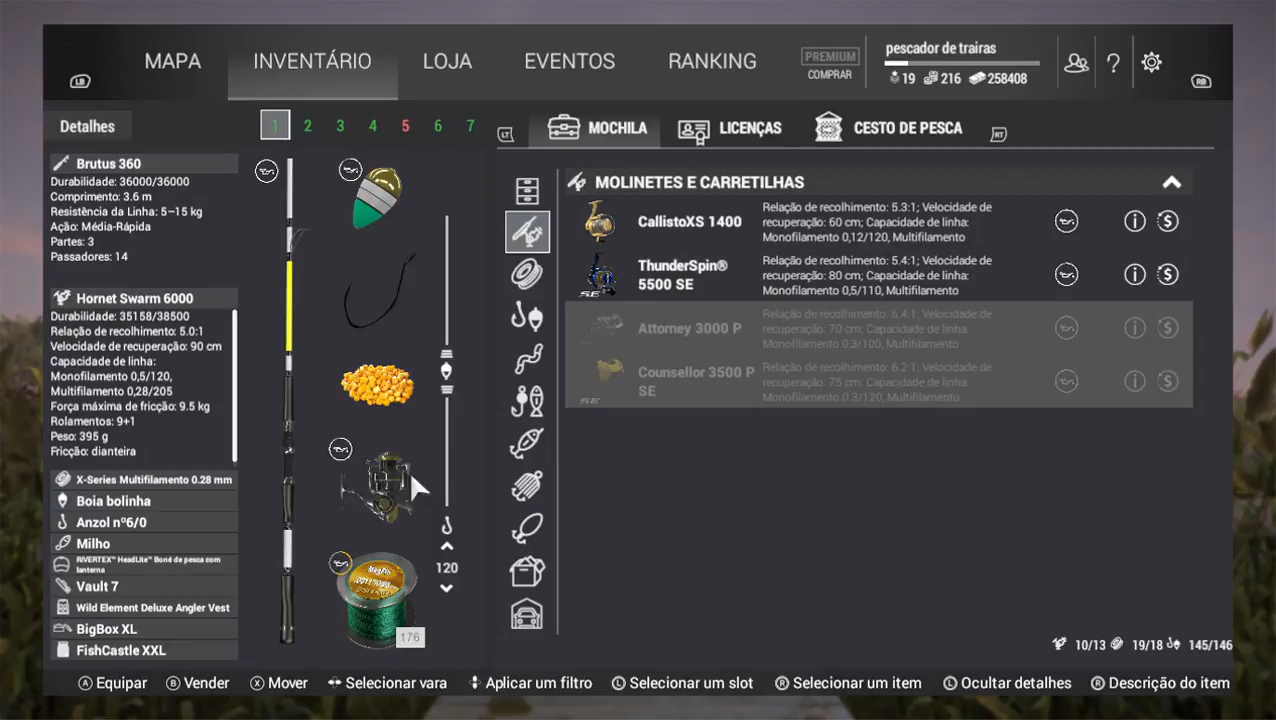 LB
MAPA
INVENTÁRIO
LOJA
EVENTOS
RANKING
PREMIUM
COMPRAR
pescador de trairas
19 216 258408
?
RB
Detalhes
1 2 3 4 5 6 7
LT
MOCHILA
LICENÇAS
CESTO DE PESCA
RT
Brutus 360
Durabilidade: 36000/36000
Comprimento: 3.6 m
Resistência da Linha: 5–15 kg
Ação: Média-Rápida
Partes: 3
Passadores: 14
Hornet Swarm 6000
Durabilidade: 35158/38500
Relação de recolhimento: 5.0:1
Velocidade de recuperação: 90 cm
Capacidade de linha:
Monofilamento 0,5/120,
Multifilamento 0,28/205
Força máxima de fricção: 9.5 kg
Rolamentos: 9+1
Peso: 395 g
Fricção: dianteira
X-Series Multifilamento 0.28 mm
Boia bolinha
Anzol nº6/0
Milho
RIVERTEX™ HeadLite™ Boné de pesca com
lanterna
Vault 7
Wild Element Deluxe Angler Vest
BigBox XL
FishCastle XXL
120
176
MOLINETES E CARRETILHAS
CallistoXS 1400
Relação de recolhimento: 5.3:1; Velocidade de
recuperação: 60 cm; Capacidade de linha:
Monofilamento 0,12/120, Multifilamento
ThunderSpin®
5500 SE
SE
Relação de recolhimento: 5.4:1; Velocidade de
recuperação: 80 cm; Capacidade de linha:
Monofilamento 0,5/110, Multifilamento
Attorney 3000 P
Relação de recolhimento: 6.4:1; Velocidade de
recuperação: 70 cm; Capacidade de linha:
Monofilamento 0,3/100, Multifilamento
Counsellor 3500 P
SE
SE
Relação de recolhimento: 6.2:1; Velocidade de
recuperação: 75 cm; Capacidade de linha:
Monofilamento 0.3/120, Multifilamento
10/13 19/18 145/146
A Equipar
B Vender
X Mover
Selecionar vara
Aplicar um filtro
L Selecionar um slot
R Selecionar um item
L Ocultar detalhes
R Descrição do item